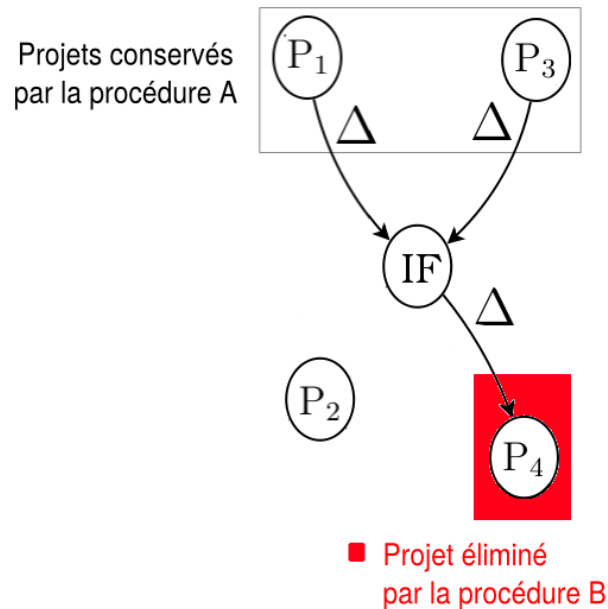 Projets conservés
par la procédure A
P₁
P₃
Δ
Δ
IF
Δ
P₂
P₄
Projet éliminé
par la procédure B